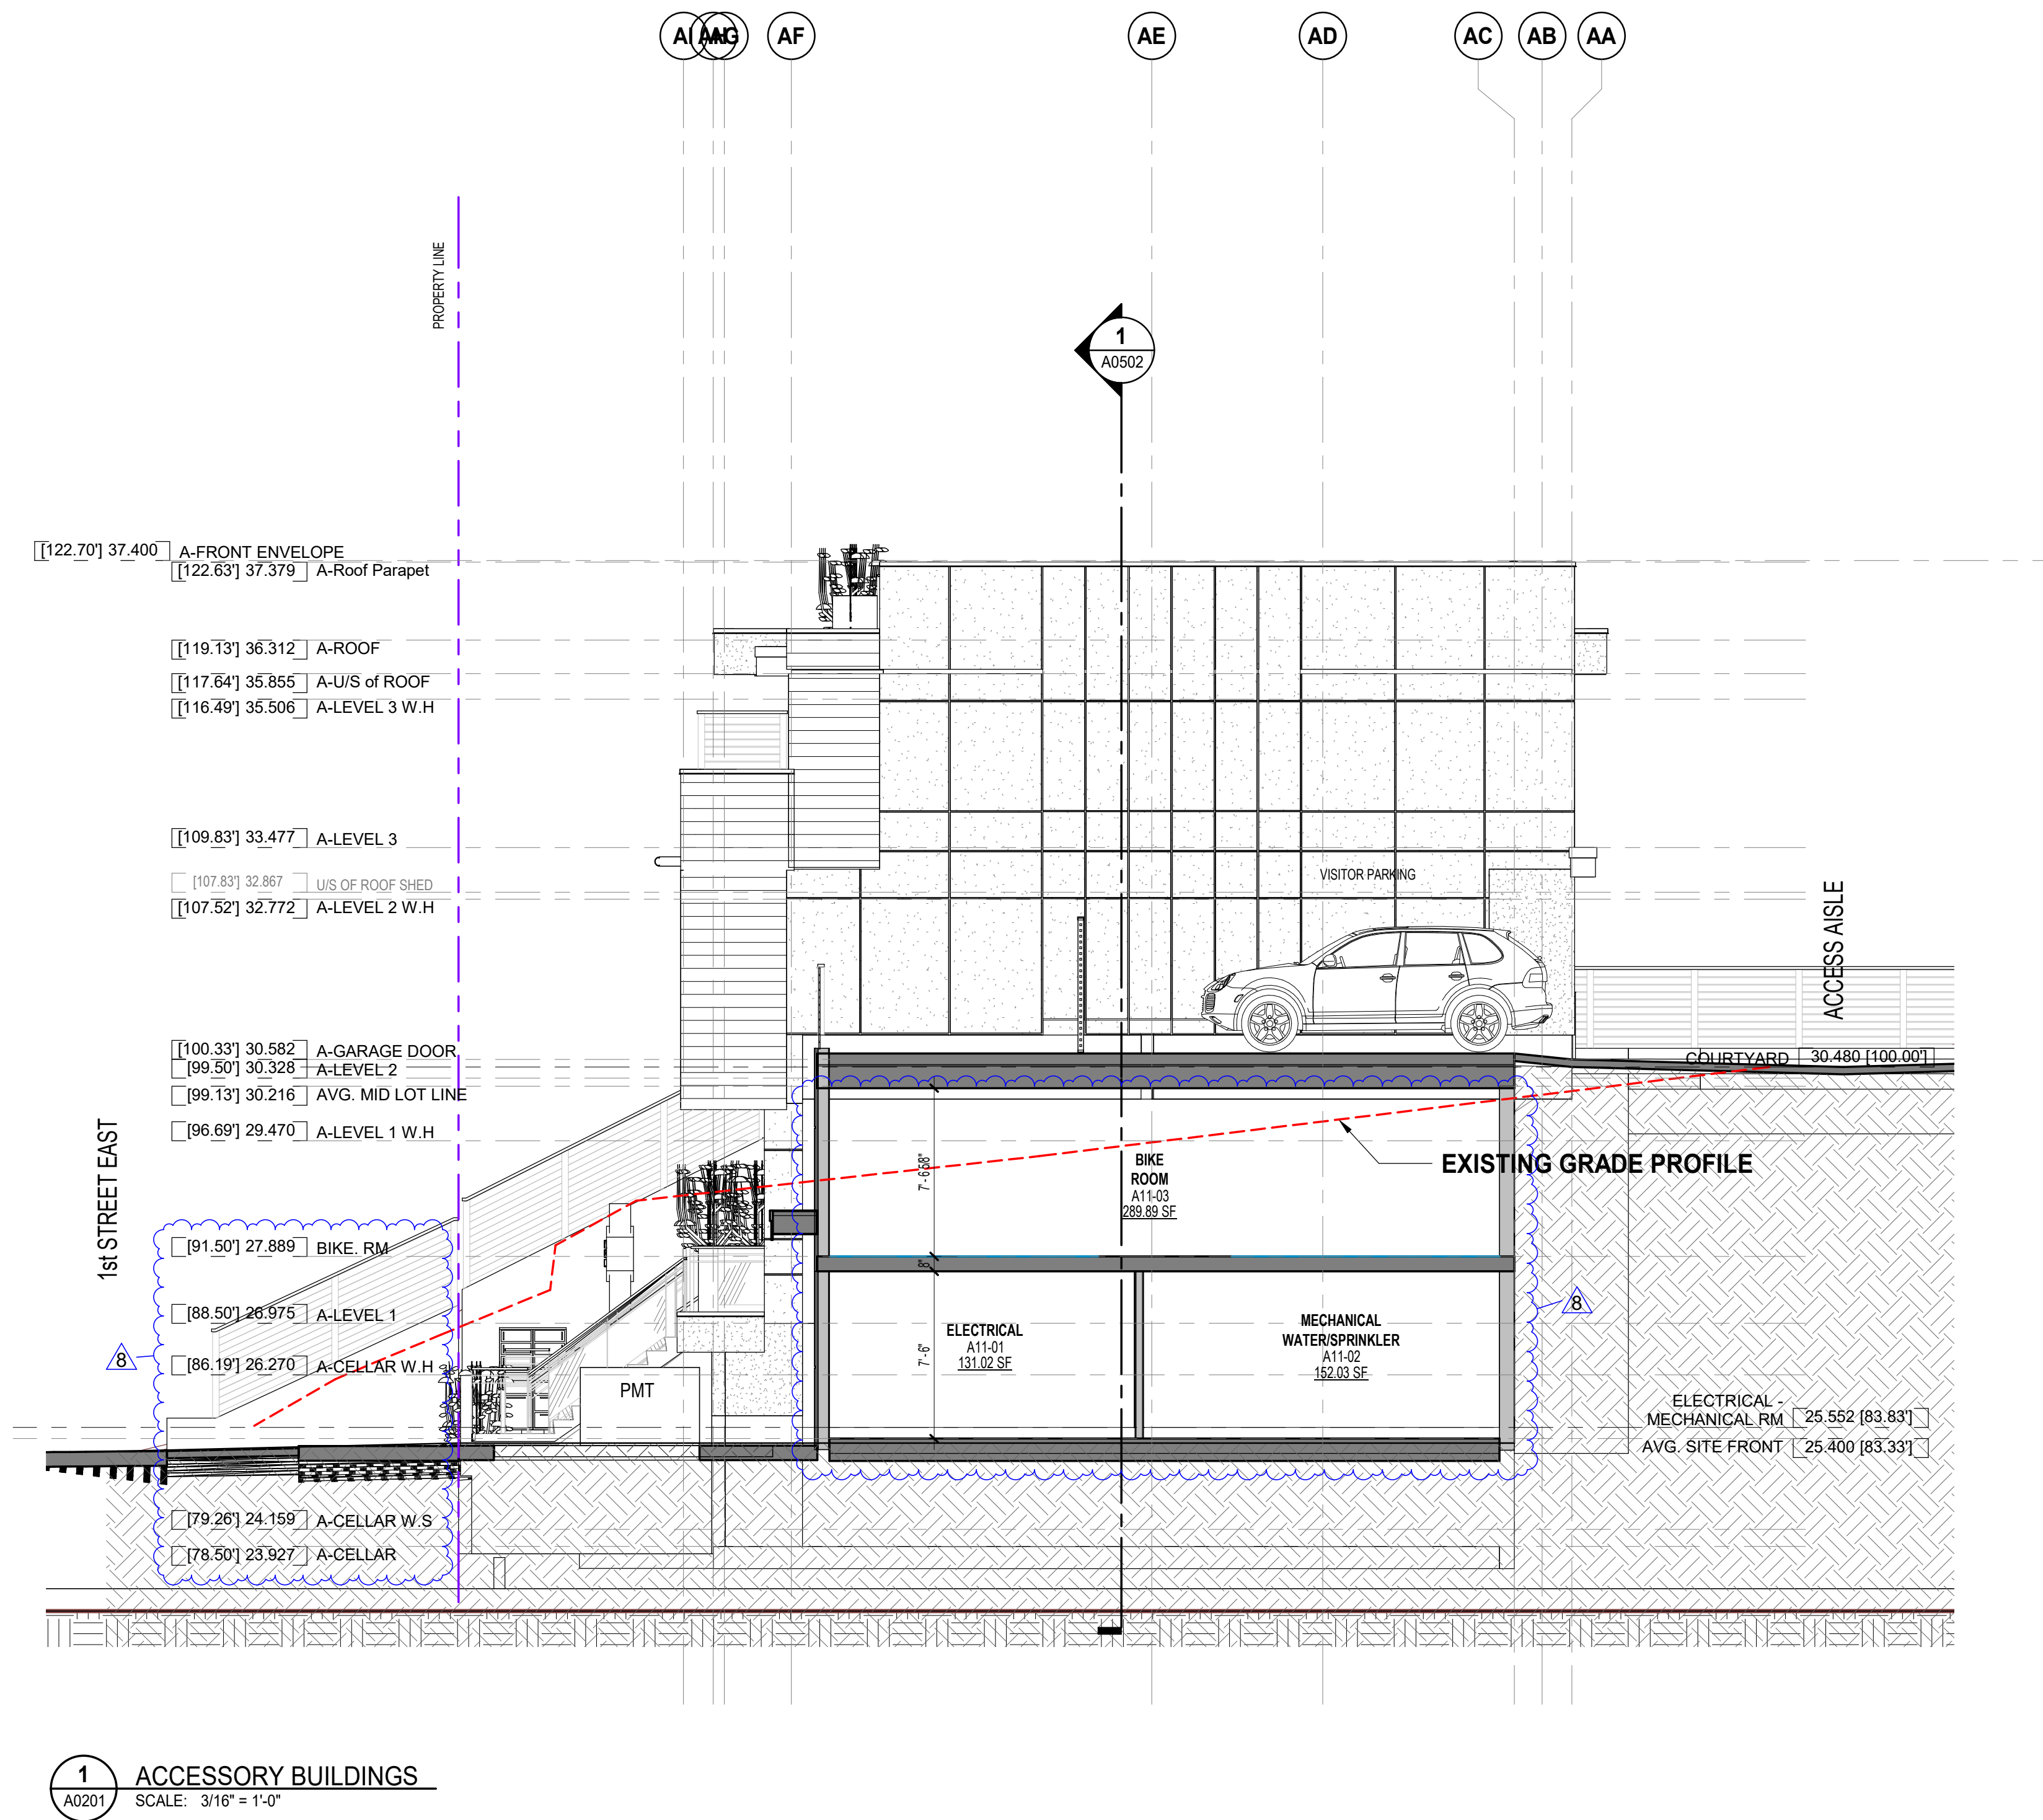 AI AH AG AF AE AD AC AB AA
PROPERTY LINE
1
A0502
[122.70'] 37.400 A-FRONT ENVELOPE
[122.63'] 37.379 A-Roof Parapet
[119.13'] 36.312 A-ROOF
[117.64'] 35.855 A-U/S of ROOF
[116.49'] 35.506 A-LEVEL 3 W.H
[109.83'] 33.477 A-LEVEL 3
[107.83'] 32.867 U/S OF ROOF SHED
[107.52'] 32.772 A-LEVEL 2 W.H
VISITOR PARKING
ACCESS AISLE
[100.33'] 30.582 A-GARAGE DOOR
[99.50'] 30.328 A-LEVEL 2
COURTYARD 30.480 [100.00']
[99.13'] 30.216 AVG. MID LOT LINE
[96.69'] 29.470 A-LEVEL 1 W.H
1st STREET EAST
EXISTING GRADE PROFILE
BIKE
ROOM
A11-03
289.89 SF
[91.50'] 27.889 BIKE. RM
8"
[88.50'] 26.975 A-LEVEL 1
8
8
[86.19'] 26.270 A-CELLAR W.H
ELECTRICAL
A11-01
131.02 SF
7'-6"
MECHANICAL
WATER/SPRINKLER
A11-02
152.03 SF
PMT
ELECTRICAL -
MECHANICAL RM 25.552 [83.83']
AVG. SITE FRONT 25.400 [83.33']
[79.26'] 24.159 A-CELLAR W.S
[78.50'] 23.927 A-CELLAR
1
A0201
ACCESSORY BUILDINGS
SCALE: 3/16" = 1'-0"